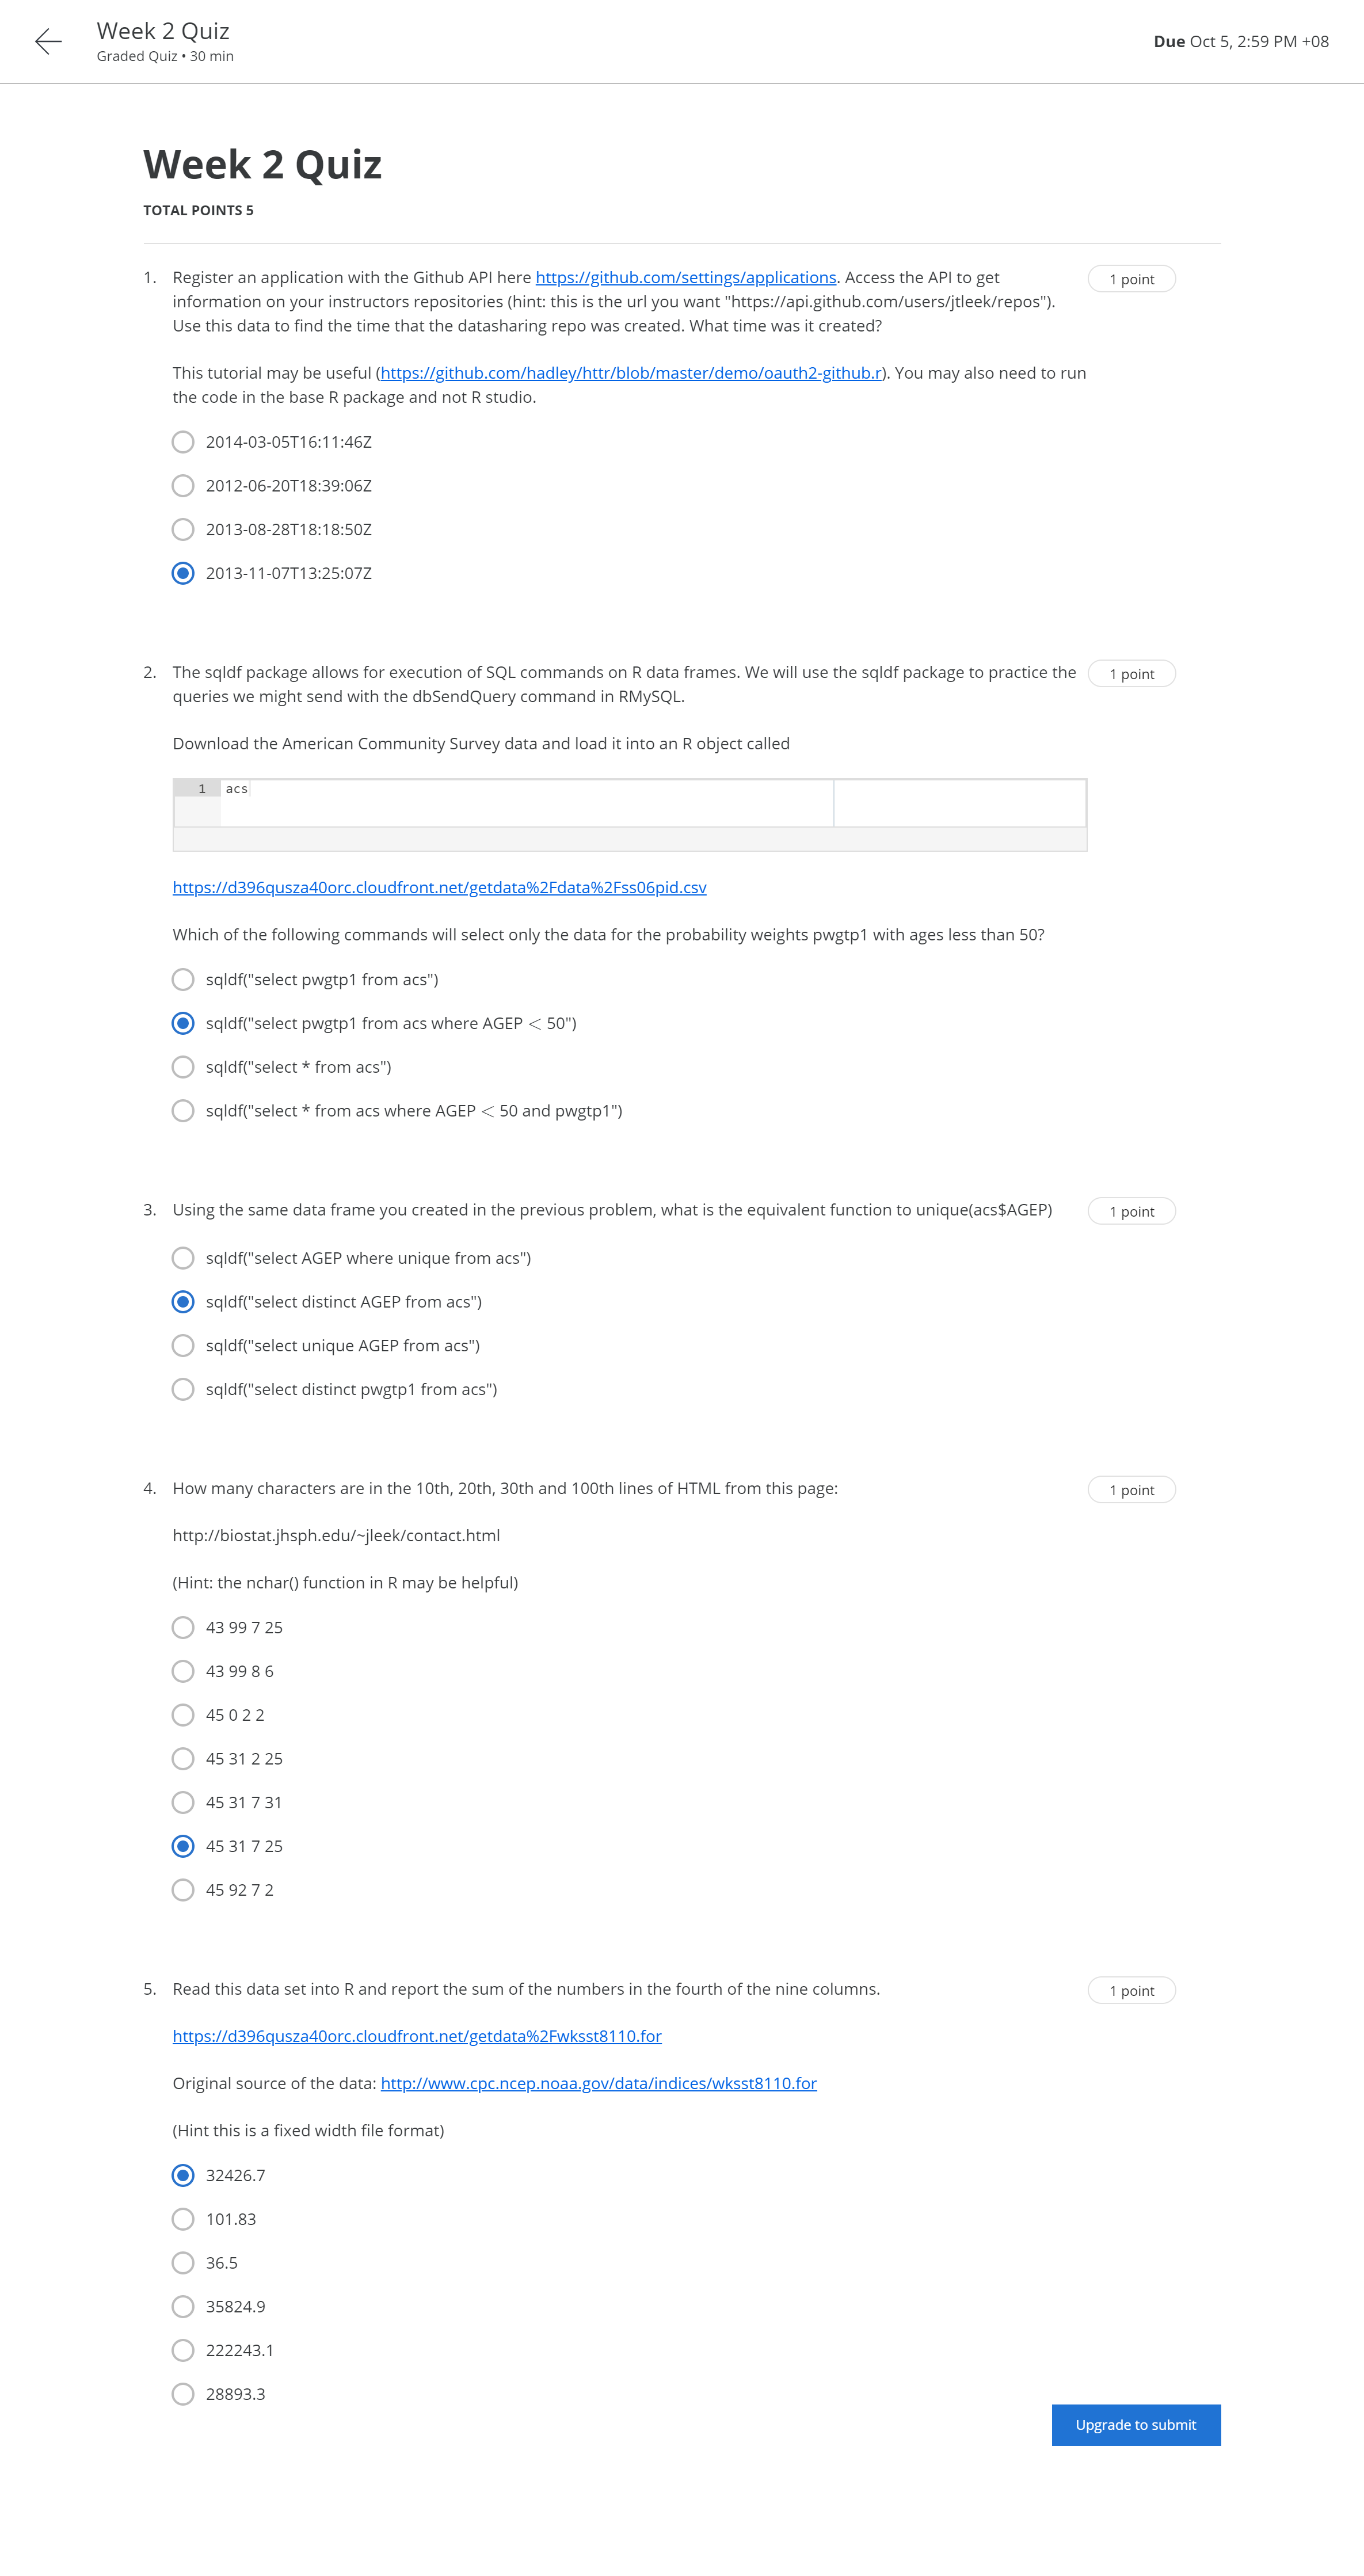 Week 2 Quiz
Graded Quiz • 30 min
Due Oct 5, 2:59 PM +08
Week 2 Quiz
TOTAL POINTS 5
1. Register an application with the Github API here https://github.com/settings/applications. Access the API to get
information on your instructors repositories (hint: this is the url you want "https://api.github.com/users/jtleek/repos").
Use this data to find the time that the datasharing repo was created. What time was it created?
1 point
This tutorial may be useful (https://github.com/hadley/httr/blob/master/demo/oauth2-github.r). You may also need to run
the code in the base R package and not R studio.
2014-03-05T16:11:46Z
2012-06-20T18:39:06Z
2013-08-28T18:18:50Z
2013-11-07T13:25:07Z
2. The sqldf package allows for execution of SQL commands on R data frames. We will use the sqldf package to practice the
queries we might send with the dbSendQuery command in RMySQL.
1 point
Download the American Community Survey data and load it into an R object called
1 acs
https://d396qusza40orc.cloudfront.net/getdata%2Fdata%2Fss06pid.csv
Which of the following commands will select only the data for the probability weights pwgtp1 with ages less than 50?
sqldf("select pwgtp1 from acs")
sqldf("select pwgtp1 from acs where AGEP < 50")
sqldf("select * from acs")
sqldf("select * from acs where AGEP < 50 and pwgtp1")
3. Using the same data frame you created in the previous problem, what is the equivalent function to unique(acs$AGEP)
1 point
sqldf("select AGEP where unique from acs")
sqldf("select distinct AGEP from acs")
sqldf("select unique AGEP from acs")
sqldf("select distinct pwgtp1 from acs")
4. How many characters are in the 10th, 20th, 30th and 100th lines of HTML from this page:
1 point
http://biostat.jhsph.edu/~jleek/contact.html
(Hint: the nchar() function in R may be helpful)
43 99 7 25
43 99 8 6
45 0 2 2
45 31 2 25
45 31 7 31
45 31 7 25
45 92 7 2
5. Read this data set into R and report the sum of the numbers in the fourth of the nine columns.
1 point
https://d396qusza40orc.cloudfront.net/getdata%2Fwksst8110.for
Original source of the data: http://www.cpc.ncep.noaa.gov/data/indices/wksst8110.for
(Hint this is a fixed width file format)
32426.7
101.83
36.5
35824.9
222243.1
28893.3
Upgrade to submit